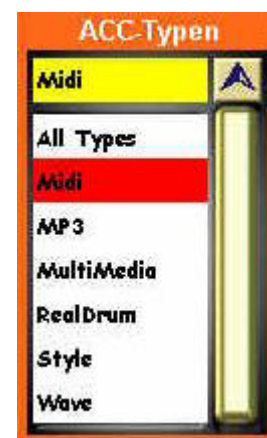 ACC-Typen
Midi
All Types
Midi
MP3
MultiMedia
RealDrum
Style
Wave